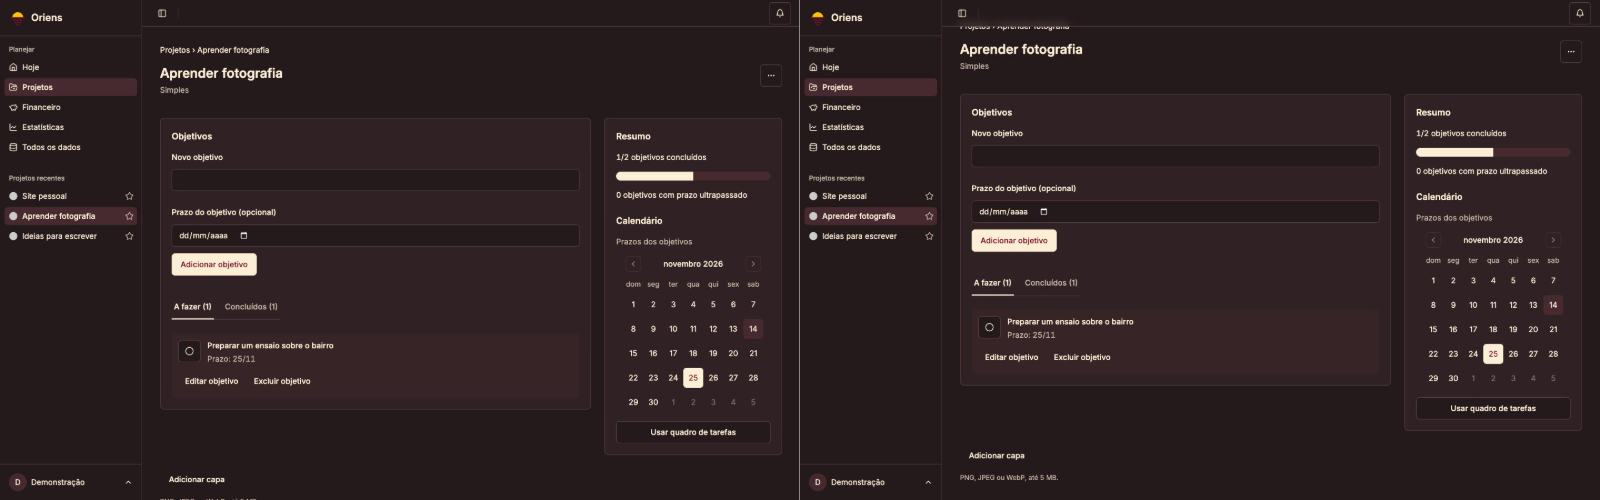 Oriens
Planejar
Hoje
Projetos
Financeiro
Estatísticas
Todos os dados
Projetos recentes
Site pessoal
Aprender fotografia
Ideias para escrever
D Demonstração
Projetos › Aprender fotografia
Aprender fotografia
Simples
...
Objetivos
Novo objetivo
Prazo do objetivo (opcional)
dd/mm/aaaa
Adicionar objetivo
A fazer (1) Concluídos (1)
Preparar um ensaio sobre o bairro
Prazo: 25/11
Editar objetivo Excluir objetivo
Resumo
1/2 objetivos concluídos
0 objetivos com prazo ultrapassado
Calendário
Prazos dos objetivos
novembro 2026
dom seg ter qua qui sex sab
1 2 3 4 5 6 7
8 9 10 11 12 13 14
15 16 17 18 19 20 21
22 23 24 25 26 27 28
29 30 1 2 3 4 5
Usar quadro de tarefas
Adicionar capa
PNG, JPEG ou WebP, até 5 MB.
Oriens
Planejar
Hoje
Projetos
Financeiro
Estatísticas
Todos os dados
Projetos recentes
Site pessoal
Aprender fotografia
Ideias para escrever
D Demonstração
Projetos › Aprender fotografia
Aprender fotografia
Simples
...
Objetivos
Novo objetivo
Prazo do objetivo (opcional)
dd/mm/aaaa
Adicionar objetivo
A fazer (1) Concluídos (1)
Preparar um ensaio sobre o bairro
Prazo: 25/11
Editar objetivo Excluir objetivo
Resumo
1/2 objetivos concluídos
0 objetivos com prazo ultrapassado
Calendário
Prazos dos objetivos
novembro 2026
dom seg ter qua qui sex sab
1 2 3 4 5 6 7
8 9 10 11 12 13 14
15 16 17 18 19 20 21
22 23 24 25 26 27 28
29 30 1 2 3 4 5
Usar quadro de tarefas
Adicionar capa
PNG, JPEG ou WebP, até 5 MB.